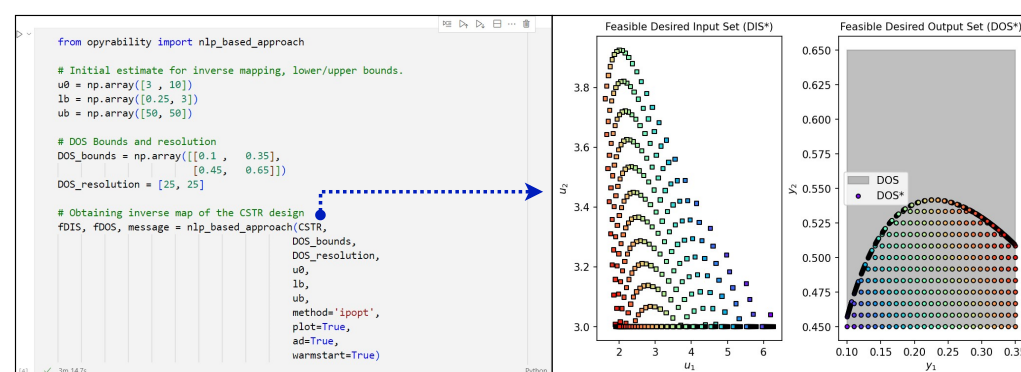 from opyrability import nlp_based_approach
# Initial estimate for inverse mapping, lower/upper bounds.
u0 = np.array([3 , 10])
lb = np.array([0.25, 3])
ub = np.array([50, 50])
# DOS Bounds and resolution
DOS_bounds = np.array([[0.1 , 0.35],
[0.45, 0.65]])
DOS_resolution = [25, 25]
# Obtaining inverse map of the CSTR design
fDIS, fDOS, message = nlp_based_approach(CSTR,
DOS_bounds,
DOS_resolution,
u0,
lb,
ub,
method='ipopt',
plot=True,
ad=True,
warmstart=True)
3m 14.7s
Python
Feasible Desired Input Set (DIS*)
3.8
3.6
3.4
3.2
3.0
u2
2 3 4 5 6
u1
Feasible Desired Output Set (DOS*)
0.650
0.625
0.600
0.575
0.550
0.525
0.500
0.475
0.450
y2
DOS
DOS*
0.10 0.15 0.20 0.25 0.30 0.35
y1